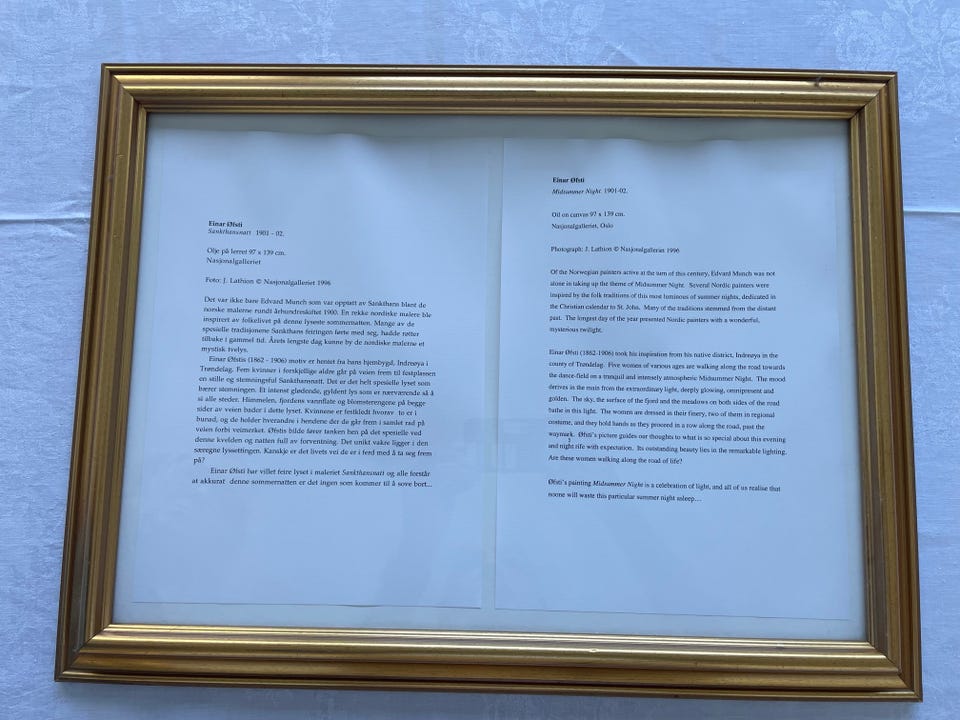 Einar Øfsti
Sankthansnatt 1901 - 02.
Olje på lerret 97 x 139 cm.
Nasjonalgalleriet
Foto: J. Lathion © Nasjonalgalleriet 1996
Det var ikke bare Edvard Munch som var opptatt av Sankthans blant de
norske malerne rundt århundreskiftet 1900. En rekke nordiske malere ble
inspirert av folkelivet på denne lyseste sommernatten. Mange av de
spesielle tradisjonene Sankthans feiringen førte med seg, hadde røtter
tilbake i gammel tid. Årets lengste dag kunne by de nordiske malerne et
mystisk tvelys.
Einar Øfstis (1862 - 1906) motiv er hentet fra hans hjembygd, Inderøya i
Trøndelag. Fem kvinner i forskjellige aldre går på veien frem til festplassen
en stille og stemningsful Sankthansnatt. Det er det helt spesielle lyset som
bærer stemningen. Et intenst glødende, gyldent lys som er nærværende så å
si alle steder. Himmelen, fjordens vannflate og blomsterengene på begge
sider av veien bader i dette lyset. Kvinnene er festkledt hvorav to er i
bunad, og de holder hverandre i hendene der de går frem i samlet rad på
veien forbi veimerket. Øfstis bilde fører tanken hen på det spesielle ved
denne kvelden og natten full av forventning. Det unikt vakre ligger i den
særegne lyssettingen. Kanskje er det livets vei de er i ferd med å ta seg frem
på?
Einar Øfsti har villet feire lyset i maleriet Sankthansnatt og alle forstår
at akkurat denne sommernatten er det ingen som kommer til å sove bort...
Einar Øfsti
Midsummer Night. 1901-02.
Oil on canvas 97 x 139 cm.
Nasjonalgalleriet, Oslo
Photograph: J. Lathion © Nasjonalgalleriet 1996
Of the Norwegian painters active at the turn of this century, Edvard Munch was not
alone in taking up the theme of Midsummer Night. Several Nordic painters were
inspired by the folk traditions of this most luminous of summer nights, dedicated in
the Christian calender to St. John. Many of the traditions stemmed from the distant
past. The longest day of the year presented Nordic painters with a wonderful,
mysterious twilight.
Einar Øfsti (1862-1906) took his inspiration from his native district, Inderøya in the
county of Trøndelag. Five women of various ages are walking along the road towards
the dance-field on a tranquil and intensely atmospheric Midsummer Night. The mood
derives in the main from the extraordinary light, deeply glowing, omnipresent and
golden. The sky, the surface of the fjord and the meadows on both sides of the road
bathe in this light. The women are dressed in their finery, two of them in regional
costume, and they hold hands as they proceed in a row along the road, past the
waymark. Øfsti's picture guides our thoughts to what is so special about this evening
and night rife with expectation. Its outstanding beauty lies in the remarkable lighting.
Are these women walking along the road of life?
Øfsti's painting Midsummer Night is a celebration of light, and all of us realise that
noone will waste this particular summer night asleep...